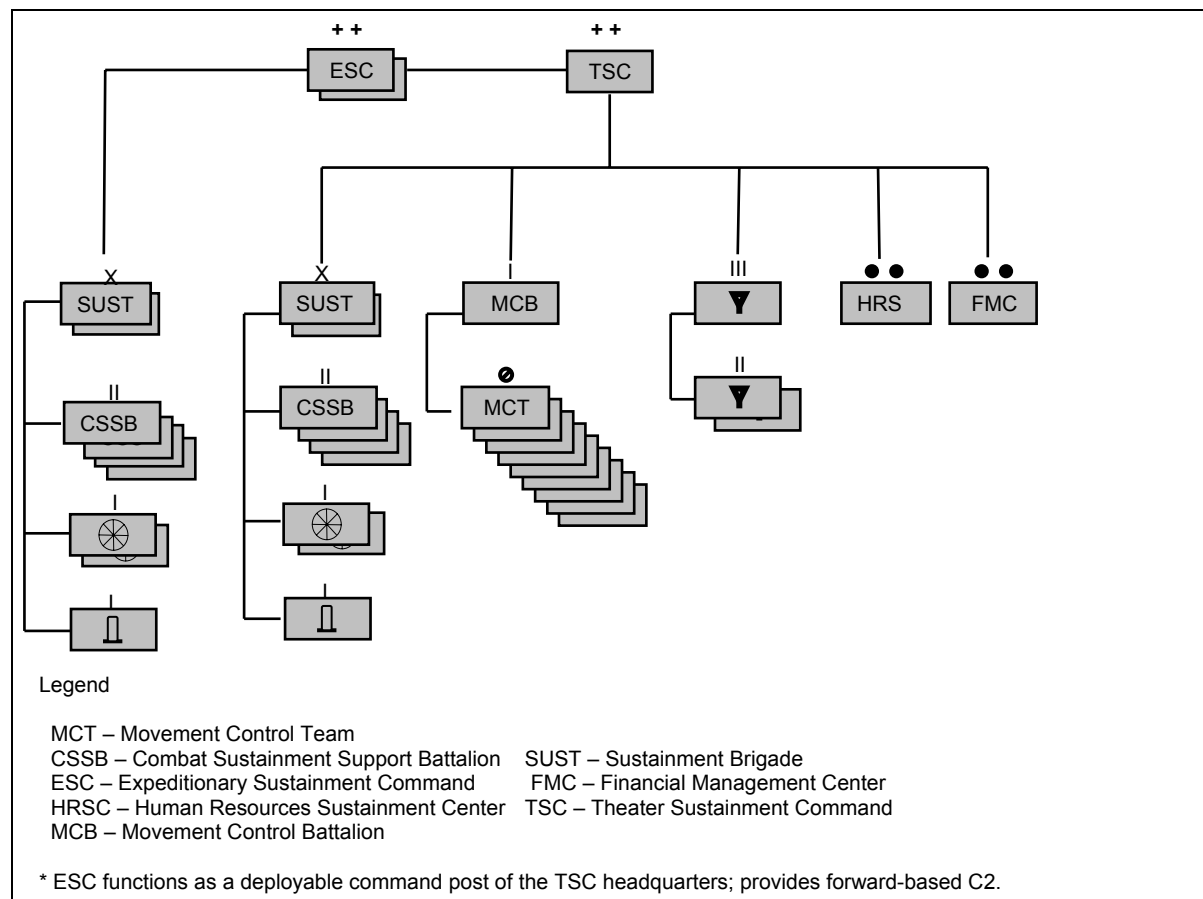 + + + +
ESC TSC
X X I III ● ● ● ●
SUST SUST MCB HRS FMC
II II II
CSSB CSSB MCT
I I
I I
Legend
MCT – Movement Control Team
CSSB – Combat Sustainment Support Battalion SUST – Sustainment Brigade
ESC – Expeditionary Sustainment Command FMC – Financial Management Center
HRSC – Human Resources Sustainment Center TSC – Theater Sustainment Command
MCB – Movement Control Battalion
* ESC functions as a deployable command post of the TSC headquarters; provides forward-based C2.